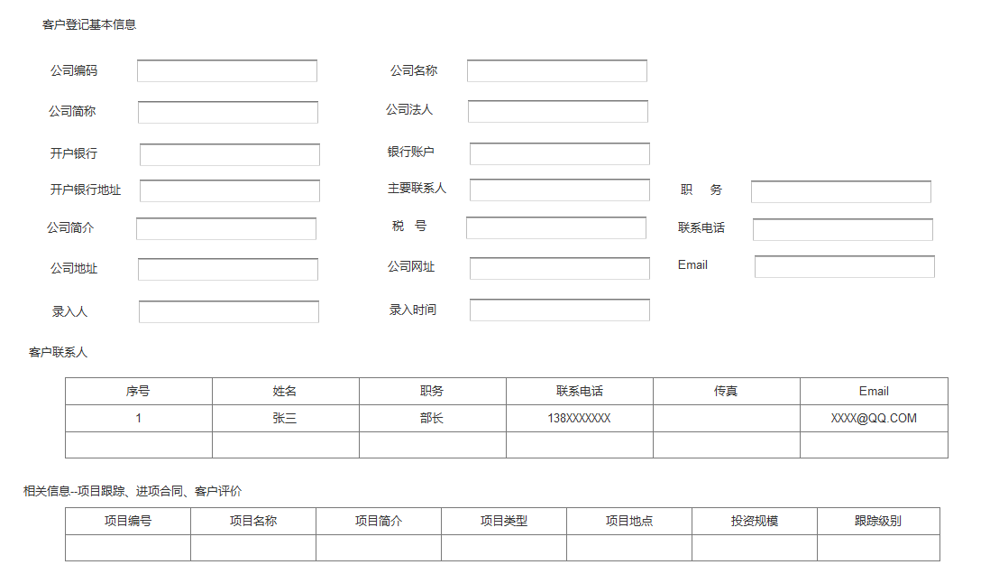 客户登记基本信息
公司编码 公司名称
公司简称 公司法人
开户银行 银行账户
开户银行地址 主要联系人 职 务
公司简介 税 号 联系电话
公司地址 公司网址 Email
录入人 录入时间
客户联系人
序号 姓名 职务 联系电话 传真 Email
1 张三 部长 138XXXXXXX XXXX@QQ.COM
相关信息--项目跟踪、进项合同、客户评价
项目编号 项目名称 项目简介 项目类型 项目地点 投资规模 跟踪级别